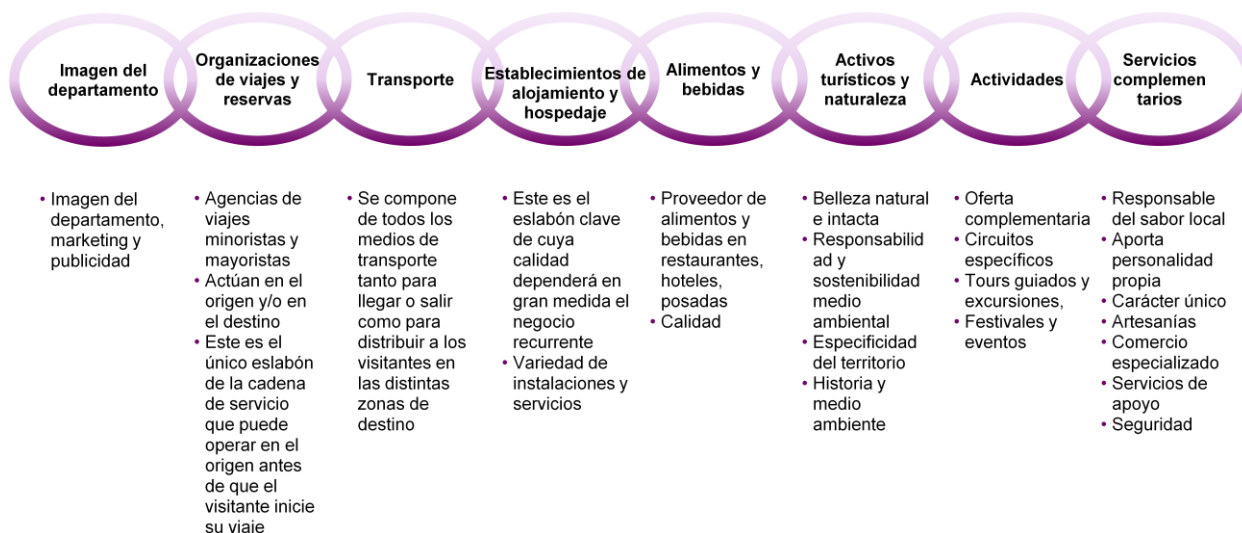 Imagen del
departamento
Organizaciones
de viajes y
reservas
Transporte
Establecimientos de
alojamiento y
hospedaje
Alimentos y
bebidas
Activos
turísticos y
naturaleza
Actividades
Servicios
complemen
tarios
• Imagen del
departamento,
marketing y
publicidad
• Agencias de
viajes
minoristas y
mayoristas
• Actúan en el
origen y/o en
el destino
• Este es el
único eslabón
de la cadena
de servicio
que puede
operar en el
origen antes
de que el
visitante inicie
su viaje
• Se compone
de todos los
medios de
transporte
tanto para
llegar o salir
como para
distribuir a los
visitantes en
las distintas
zonas de
destino
• Este es el
eslabón clave
de cuya
calidad
dependerá en
gran medida el
negocio
recurrente
• Variedad de
instalaciones y
servicios
• Proveedor de
alimentos y
bebidas en
restaurantes,
hoteles,
posadas
• Calidad
• Belleza natural
e intacta
• Responsabilid
ad y
sostenibilidad
medio
ambiental
• Especificidad
del territorio
• Historia y
medio
ambiente
• Oferta
complementaria
• Circuitos
específicos
• Tours guiados y
excursiones,
• Festivales y
eventos
• Responsable
del sabor local
• Aporta
personalidad
propia
• Carácter único
• Artesanías
• Comercio
especializado
• Servicios de
apoyo
• Seguridad